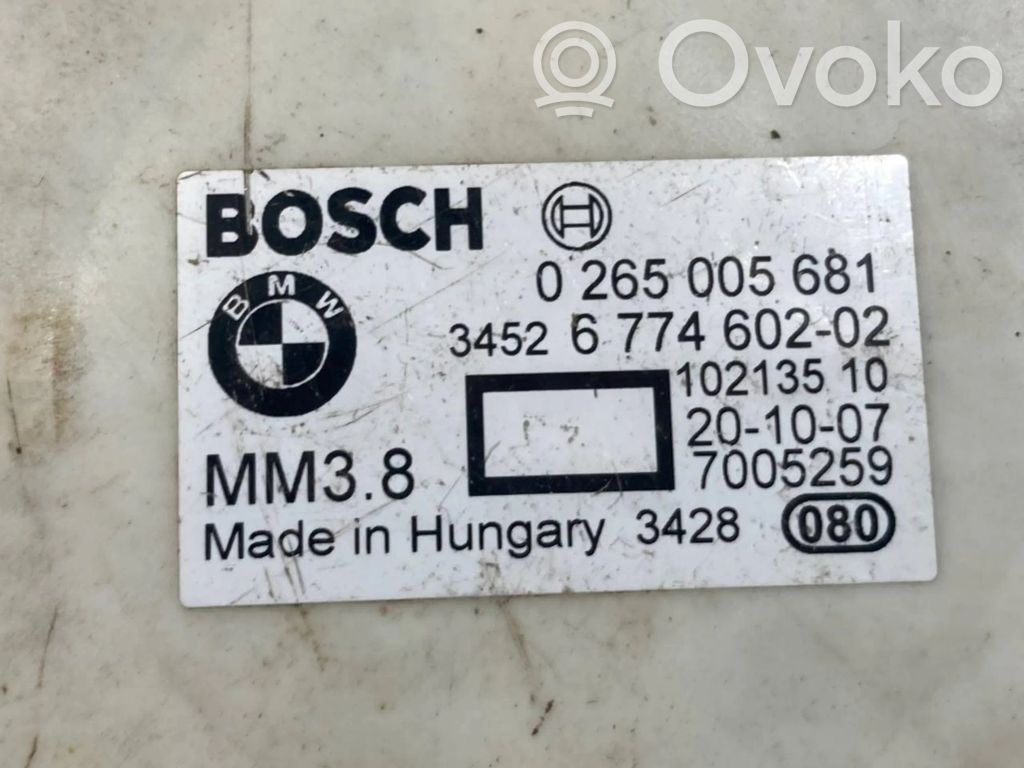 Ovoko
BOSCH
0 265 005 681
BMW
3452 6 774 602-02
102135 10
20-10-07
MM3.8 7005259
Made in Hungary 3428 080